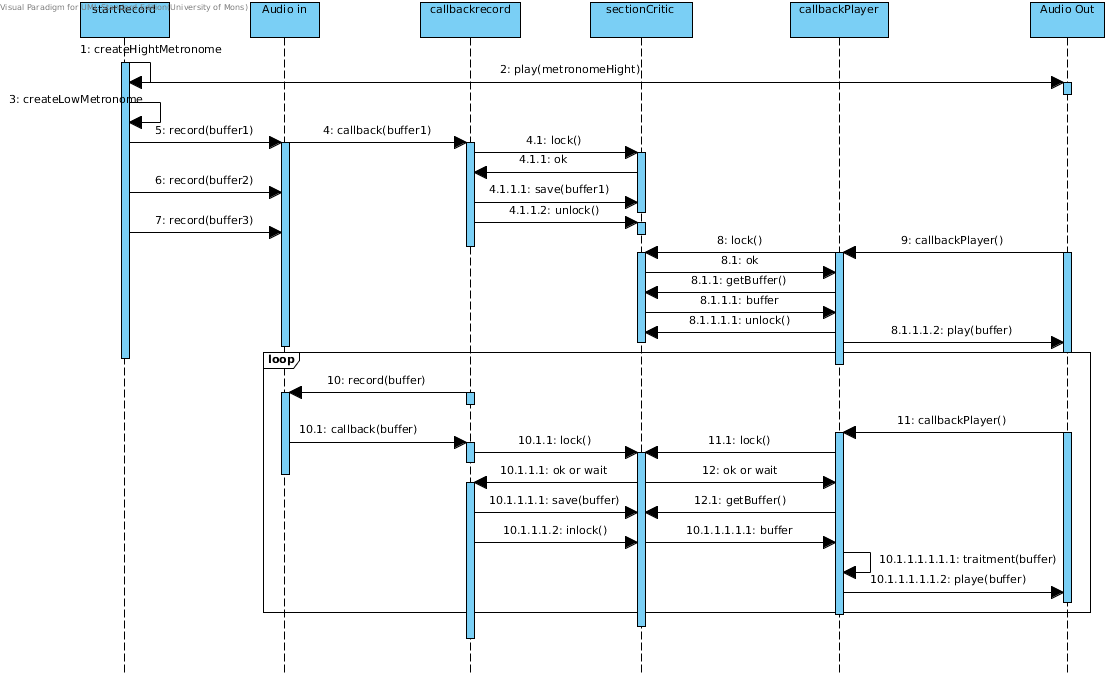 Visual Paradigm for UML Standard Edition(University of Mons)
startRecord
Audio in
callbackrecord
sectionCritic
callbackPlayer
Audio Out
1: createHightMetronome
2: play(metronomeHight)
3: createLowMetronome
5: record(buffer1)
4: callback(buffer1)
4.1: lock()
4.1.1: ok
6: record(buffer2)
4.1.1.1: save(buffer1)
4.1.1.2: unlock()
7: record(buffer3)
8: lock()
9: callbackPlayer()
8.1: ok
8.1.1: getBuffer()
8.1.1.1: buffer
8.1.1.1.1: unlock()
8.1.1.1.2: play(buffer)
loop
10: record(buffer)
11: callbackPlayer()
10.1: callback(buffer)
10.1.1: lock()
11.1: lock()
10.1.1.1: ok or wait
12: ok or wait
10.1.1.1.1: save(buffer)
12.1: getBuffer()
10.1.1.1.2: inlock()
10.1.1.1.1.1: buffer
10.1.1.1.1.1.1: traitment(buffer)
10.1.1.1.1.1.2: playe(buffer)